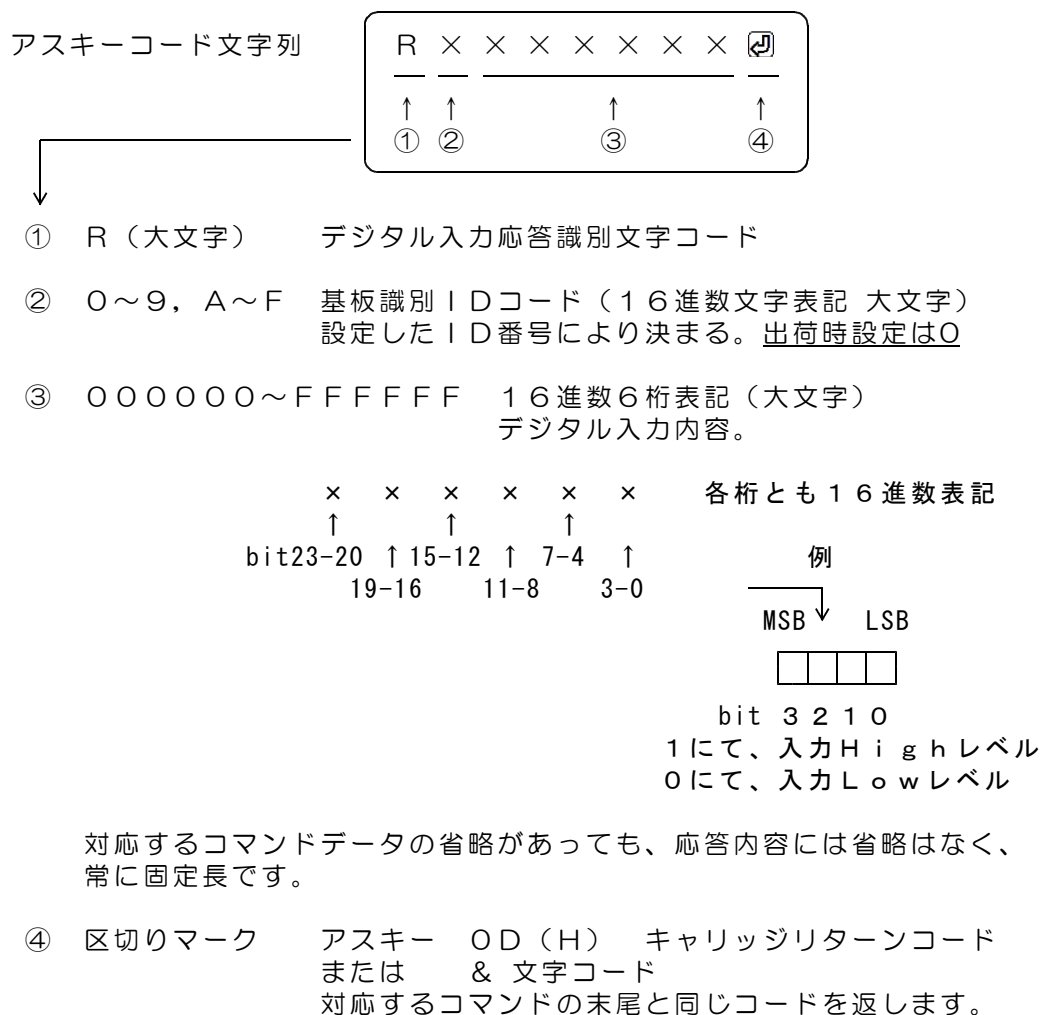 アスキーコード文字列　　Ｒ × × × × × × × ↵
↑ ↑ ↑ ↑
① ② ③ ④
① Ｒ（大文字）　　デジタル入力応答識別文字コード
② ０～９，Ａ～Ｆ　基板識別ＩＤコード（１６進数文字表記 大文字）
設定したＩＤ番号により決まる。出荷時設定は０
③ ００００００～ＦＦＦＦＦＦ　１６進数６桁表記（大文字）
デジタル入力内容。
× × × × × ×　　各桁とも１６進数表記
↑ ↑ ↑
bit23-20 ↑ 15-12 ↑ 7-4 ↑　　例
19-16 11-8 3-0
MSB LSB
bit ３２１０
１にて、入力Ｈｉｇｈレベル
０にて、入力Ｌｏｗレベル
対応するコマンドデータの省略があっても、応答内容には省略はなく、
常に固定長です。
④ 区切りマーク　　アスキー　０Ｄ（Ｈ）　キャリッジリターンコード
または　　＆ 文字コード
対応するコマンドの末尾と同じコードを返します。